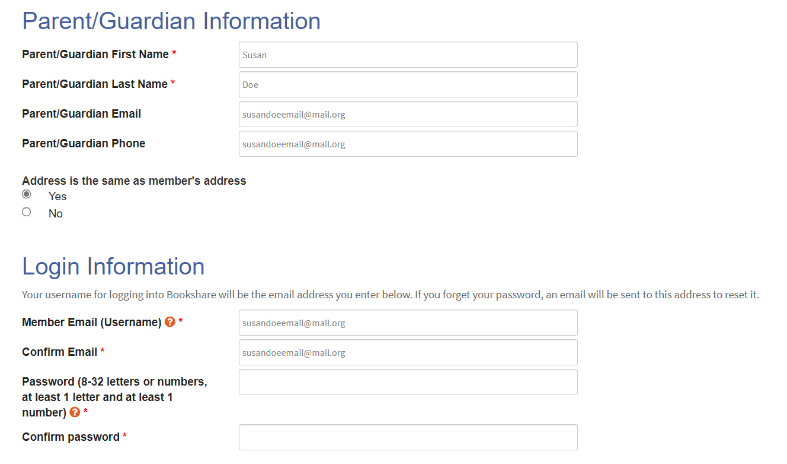 Parent/Guardian Information
Parent/Guardian First Name *
Susan
Parent/Guardian Last Name *
Doe
Parent/Guardian Email
susandoeemail@mail.org
Parent/Guardian Phone
susandoeemail@mail.org
Address is the same as member's address
Yes
No
Login Information
Your username for logging into Bookshare will be the email address you enter below. If you forget your password, an email will be sent to this address to reset it.
Member Email (Username) ? *
susandoeemail@mail.org
Confirm Email *
susandoeemail@mail.org
Password (8-32 letters or numbers,
at least 1 letter and at least 1
number) ? *
Confirm password *